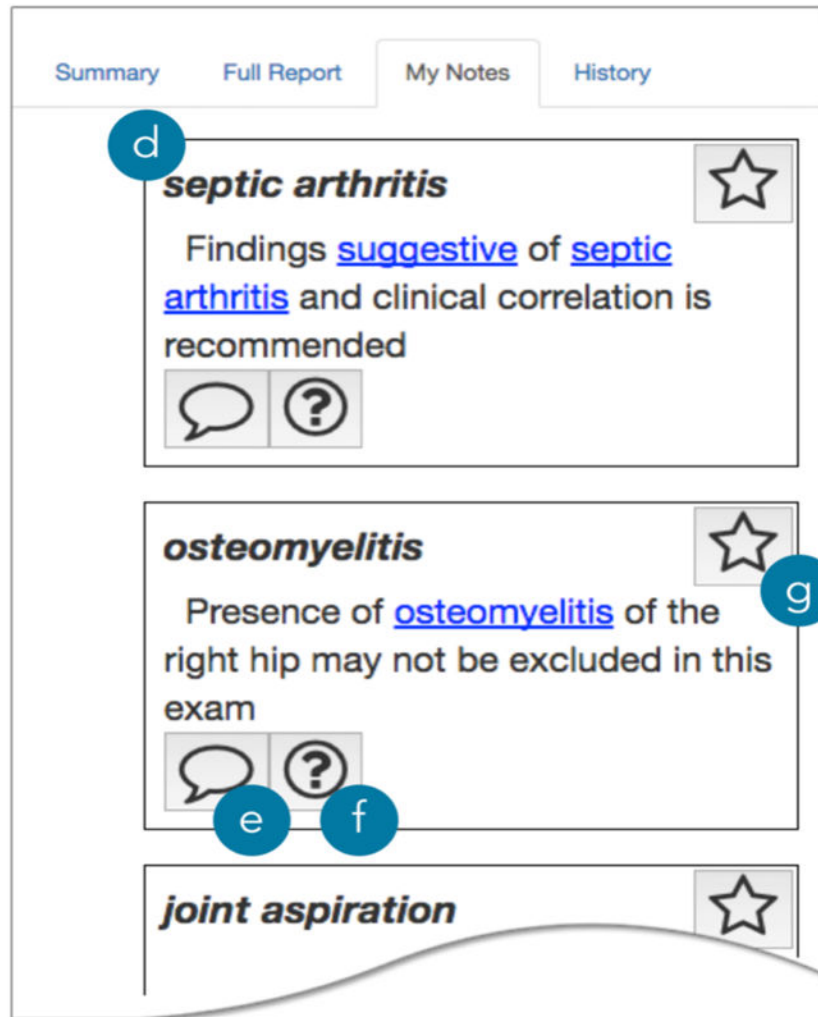 Summary Full Report My Notes History
d
septic arthritis
Findings suggestive of septic
arthritis and clinical correlation is
recommended
?
osteomyelitis
g
Presence of osteomyelitis of the
right hip may not be excluded in this
exam
?
e f
joint aspiration